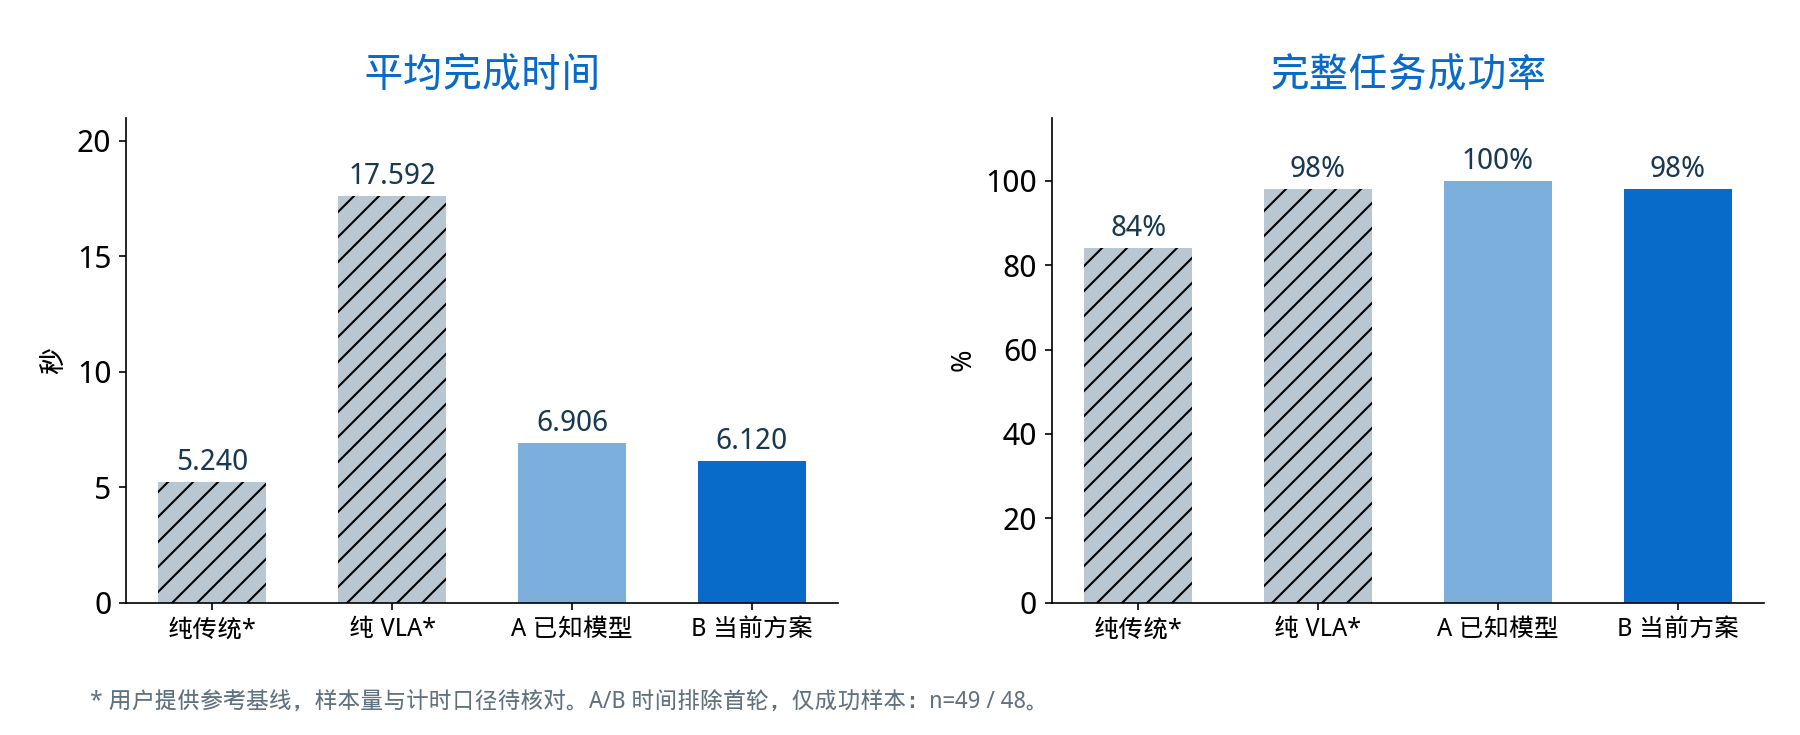 平均完成时间
20
15
10
5
0
秒
5.240
17.592
6.906
6.120
纯传统*
纯 VLA*
A 已知模型
B 当前方案
完整任务成功率
100
80
60
40
20
0
%
84%
98%
100%
98%
纯传统*
纯 VLA*
A 已知模型
B 当前方案
* 用户提供参考基线，样本量与计时口径待核对。A/B 时间排除首轮，仅成功样本：n=49 / 48。